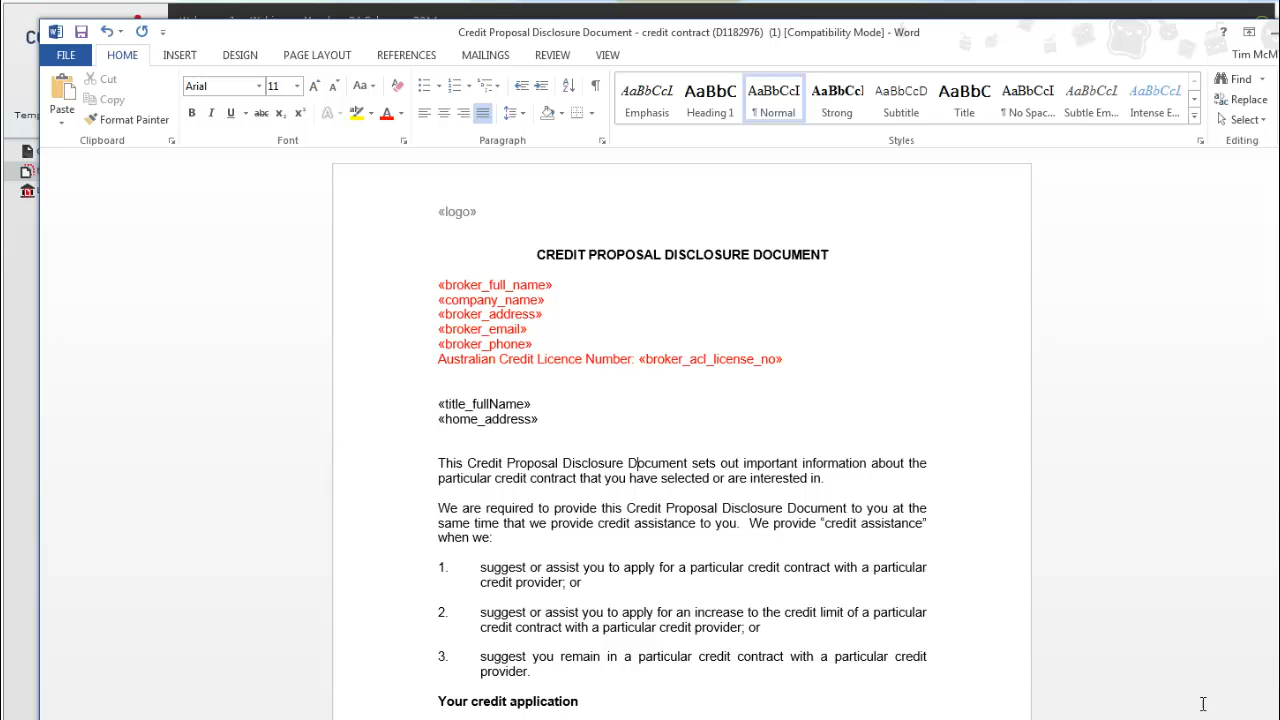 Credit Proposal Disclosure Document - credit contract (D1182976) (1) [Compatibility Mode] - Word
?
FILE HOME INSERT DESIGN PAGE LAYOUT REFERENCES MAILINGS REVIEW VIEW
Tim McM
Paste
Cut
Copy
Format Painter
Clipboard
Arial 11
Font
Paragraph
AaBbCcI AaBbC AaBbCcI AaBbCcl AaBbCcD AaBbC AaBbCcI AaBbCcI AaBbCcI
Emphasis Heading 1 ¶ Normal Strong Subtitle Title ¶ No Spac... Subtle Em... Intense E...
Styles
Find
Replace
Select
Editing
Temp
«logo»
CREDIT PROPOSAL DISCLOSURE DOCUMENT
«broker_full_name»
«company_name»
«broker_address»
«broker_email»
«broker_phone»
Australian Credit Licence Number: «broker_acl_license_no»
«title_fullName»
«home_address»
This Credit Proposal Disclosure Document sets out important information about the
particular credit contract that you have selected or are interested in.
We are required to provide this Credit Proposal Disclosure Document to you at the
same time that we provide credit assistance to you. We provide “credit assistance”
when we:
1. suggest or assist you to apply for a particular credit contract with a particular
credit provider; or
2. suggest or assist you to apply for an increase to the credit limit of a particular
credit contract with a particular credit provider; or
3. suggest you remain in a particular credit contract with a particular credit
provider.
Your credit application